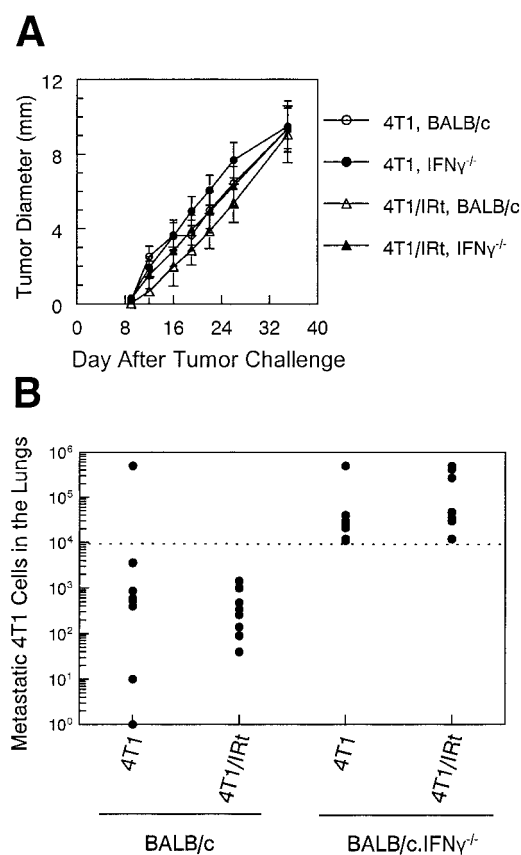 A
12
8
4
0
Tumor Diameter (mm)
0 8 16 24 32 40
Day After Tumor Challenge
4T1, BALB/c
4T1, IFNγ-/-
4T1/IRt, BALB/c
4T1/IRt, IFNγ-/-
B
Metastatic 4T1 Cells in the Lungs
10⁶
10⁵
10⁴
10³
10²
10¹
10⁰
4T1 4T1/IRt 4T1 4T1/IRt
BALB/c BALB/c.IFNγ-/-